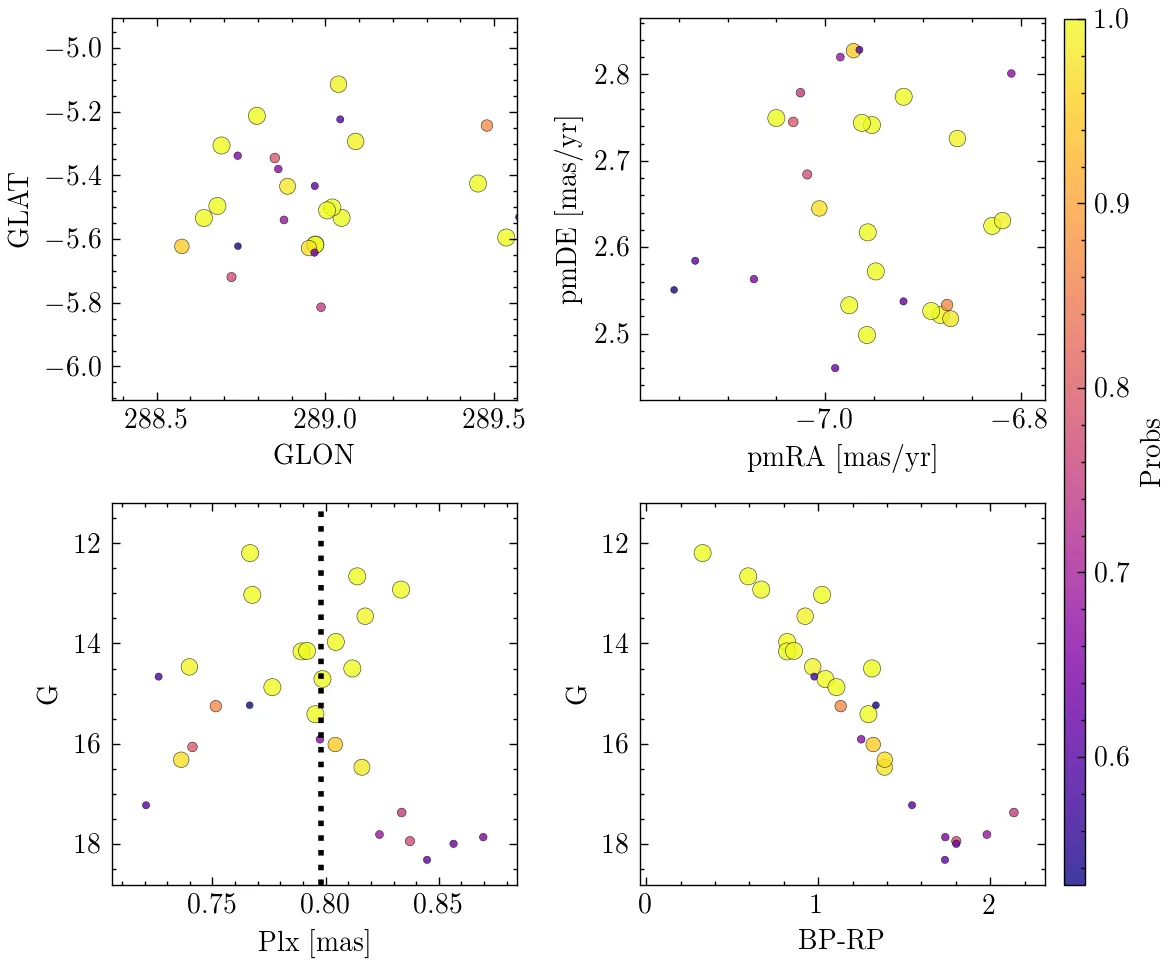 −5.0
−5.2
−5.4
−5.6
−5.8
−6.0
GLAT
288.5 289.0 289.5
GLON
2.8
2.7
2.6
2.5
pmDE [mas/yr]
−7.0 −6.8
pmRA [mas/yr]
1.0
0.9
0.8
0.7
0.6
Probs
12
14
16
18
G
0.75 0.80 0.85
Plx [mas]
12
14
16
18
G
0 1 2
BP-RP